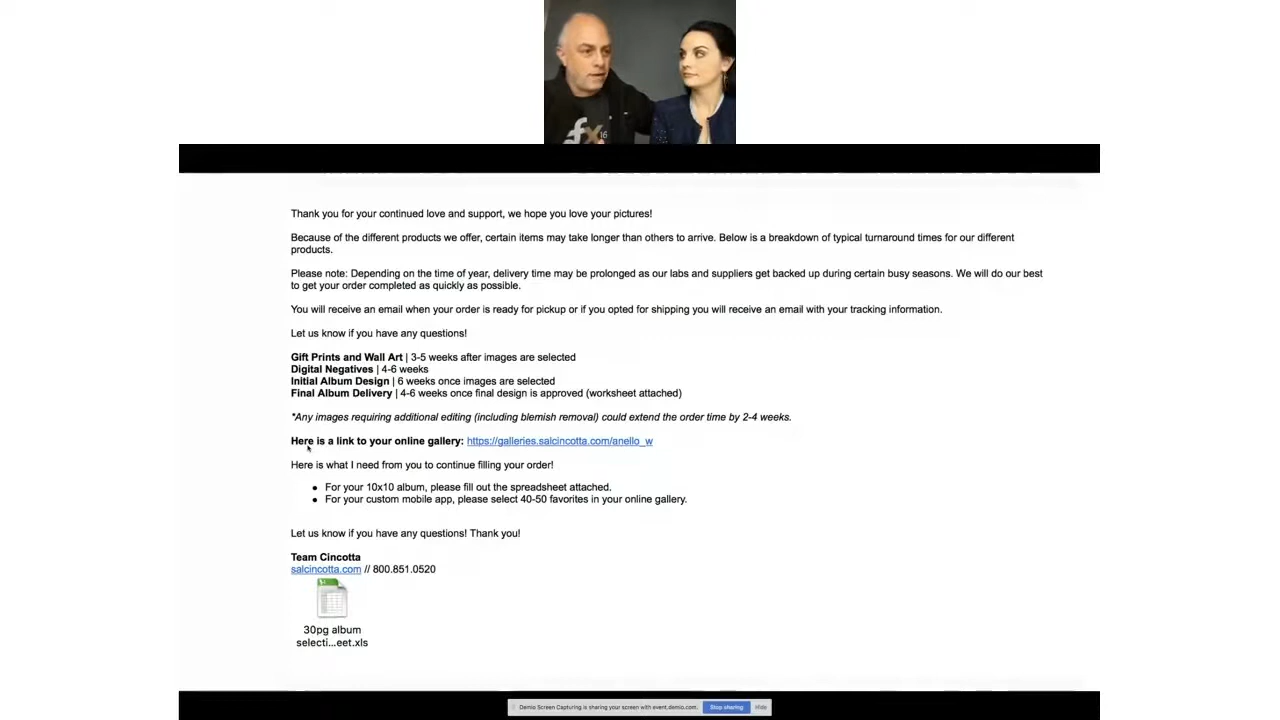 fx16
Thank you for your continued love and support, we hope you love your pictures!
Because of the different products we offer, certain items may take longer than others to arrive. Below is a breakdown of typical turnaround times for our different
products.
Please note: Depending on the time of year, delivery time may be prolonged as our labs and suppliers get backed up during certain busy seasons. We will do our best
to get your order completed as quickly as possible.
You will receive an email when your order is ready for pickup or if you opted for shipping you will receive an email with your tracking information.
Let us know if you have any questions!
Gift Prints and Wall Art | 3-5 weeks after images are selected
Digital Negatives | 4-6 weeks
Initial Album Design | 6 weeks once images are selected
Final Album Delivery | 4-6 weeks once final design is approved (worksheet attached)
*Any images requiring additional editing (including blemish removal) could extend the order time by 2-4 weeks.
Here is a link to your online gallery: https://galleries.salcincotta.com/anello_w
Here is what I need from you to continue filling your order!
• For your 10x10 album, please fill out the spreadsheet attached.
• For your custom mobile app, please select 40-50 favorites in your online gallery.
Let us know if you have any questions! Thank you!
Team Cincotta
salcincotta.com // 800.851.0520
30pg album
selecti...eet.xls
Demio Screen Capturing is sharing your screen with event.demio.com. Stop sharing Hide